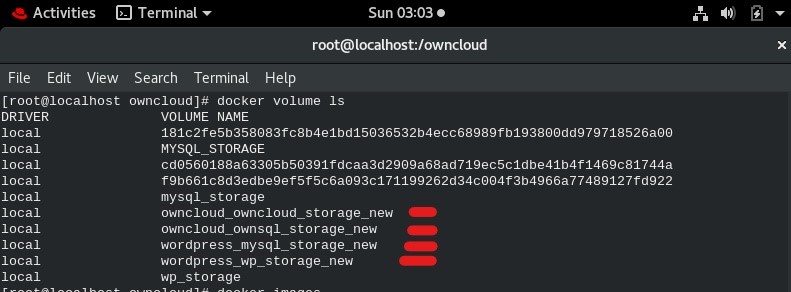 Activities Terminal Sun 03:03
root@localhost:/owncloud
File Edit View Search Terminal Help
[root@localhost owncloud]# docker volume ls
DRIVER VOLUME NAME
local 181c2fe5b358083fc8b4e1bd15036532b4ecc68989fb193800dd979718526a00
local MYSQL_STORAGE
local cd0560188a63305b50391fdcaa3d2909a68ad719ec5c1dbe41b4f1469c81744a
local f9b661c8d3edbe9ef5f5c6a093c171199262d34c004f3b4966a77489127fd922
local mysql_storage
local owncloud_owncloud_storage_new
local owncloud_ownsql_storage_new
local wordpress_mysql_storage_new
local wordpress_wp_storage_new
local wp_storage
[root@localhost owncloud]# docker images